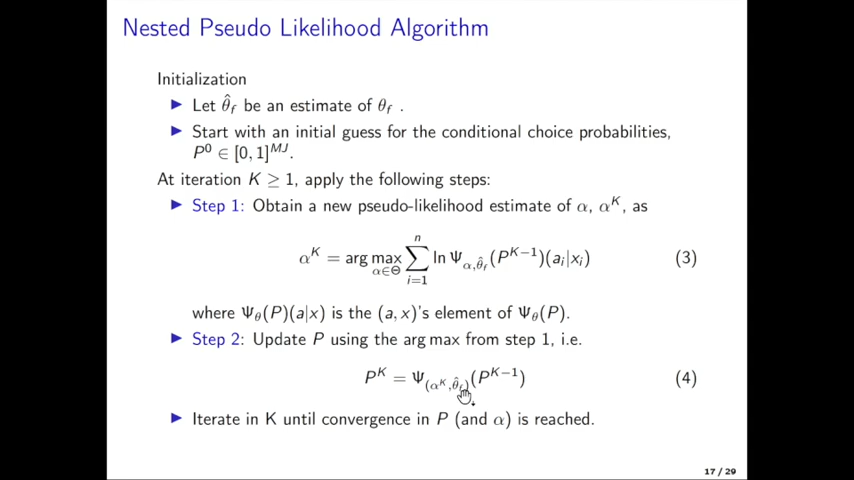 Nested Pseudo Likelihood Algorithm
Initialization
▶ Let θ̂_f be an estimate of θ_f .
▶ Start with an initial guess for the conditional choice probabilities,
P⁰ ∈ [0, 1]^{MJ}.
At iteration K ≥ 1, apply the following steps:
▶ Step 1: Obtain a new pseudo-likelihood estimate of α, α^K, as
α^K = arg max_{α∈Θ} ∑_{i=1}^{n} ln Ψ_{α,θ̂_f}(P^{K−1})(a_i|x_i) (3)
where Ψ_θ(P)(a|x) is the (a, x)'s element of Ψ_θ(P).
▶ Step 2: Update P using the arg max from step 1, i.e.
P^K = Ψ_{(α^K,θ̂_f)}(P^{K−1}) (4)
▶ Iterate in K until convergence in P (and α) is reached.
17 / 29